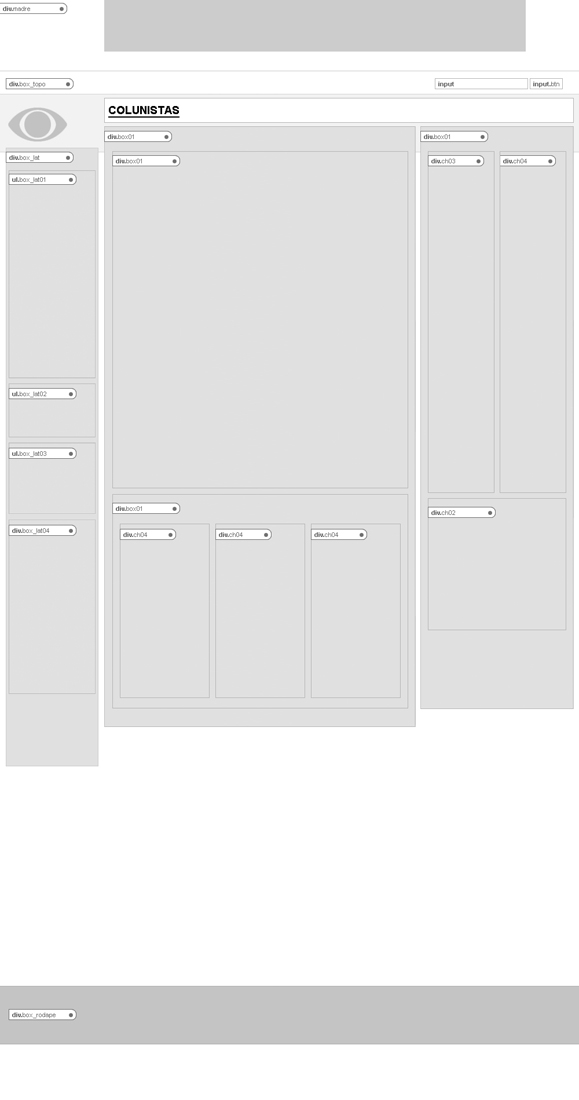 div.madre
div.box_topo
input
input.btn
COLUNISTAS
div.box01
div.box01
div.box_lat
div.box01
div.ch03
div.ch04
ul.box_lat01
ul.box_lat02
ul.box_lat03
div.box01
div.ch02
div.box_lat04
div.ch04
div.ch04
div.ch04
div.box_rodape